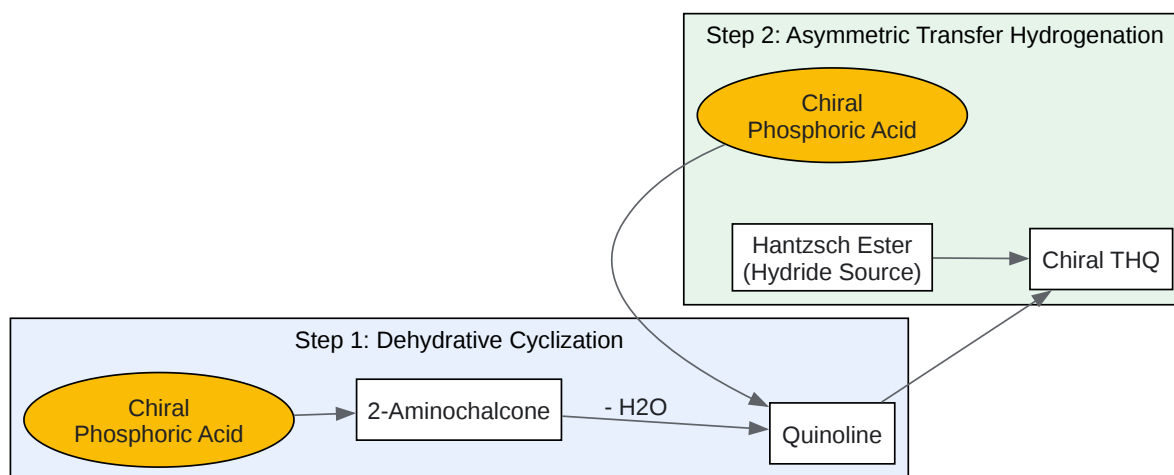 Step 2: Asymmetric Transfer Hydrogenation
Chiral
Phosphoric Acid
Hantzsch Ester
(Hydride Source)
Chiral THQ
Step 1: Dehydrative Cyclization
Chiral
Phosphoric Acid
2-Aminochalcone
- H2O
Quinoline